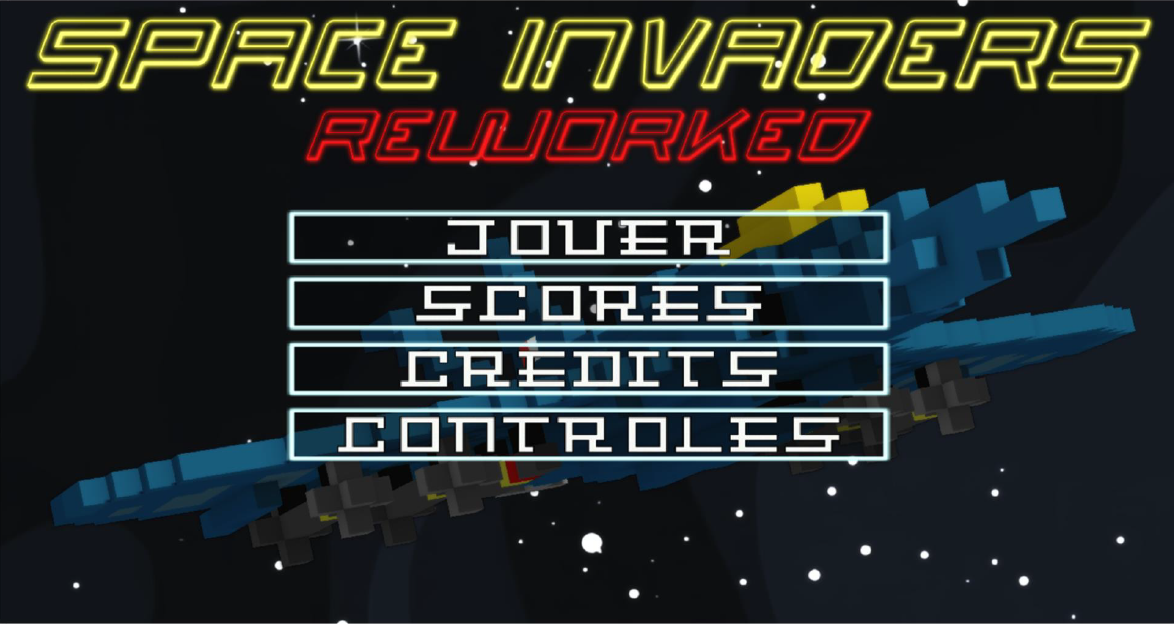 SPACE INVADERS
REWORKED
JOUER
SCORES
CREDITS
CONTROLES